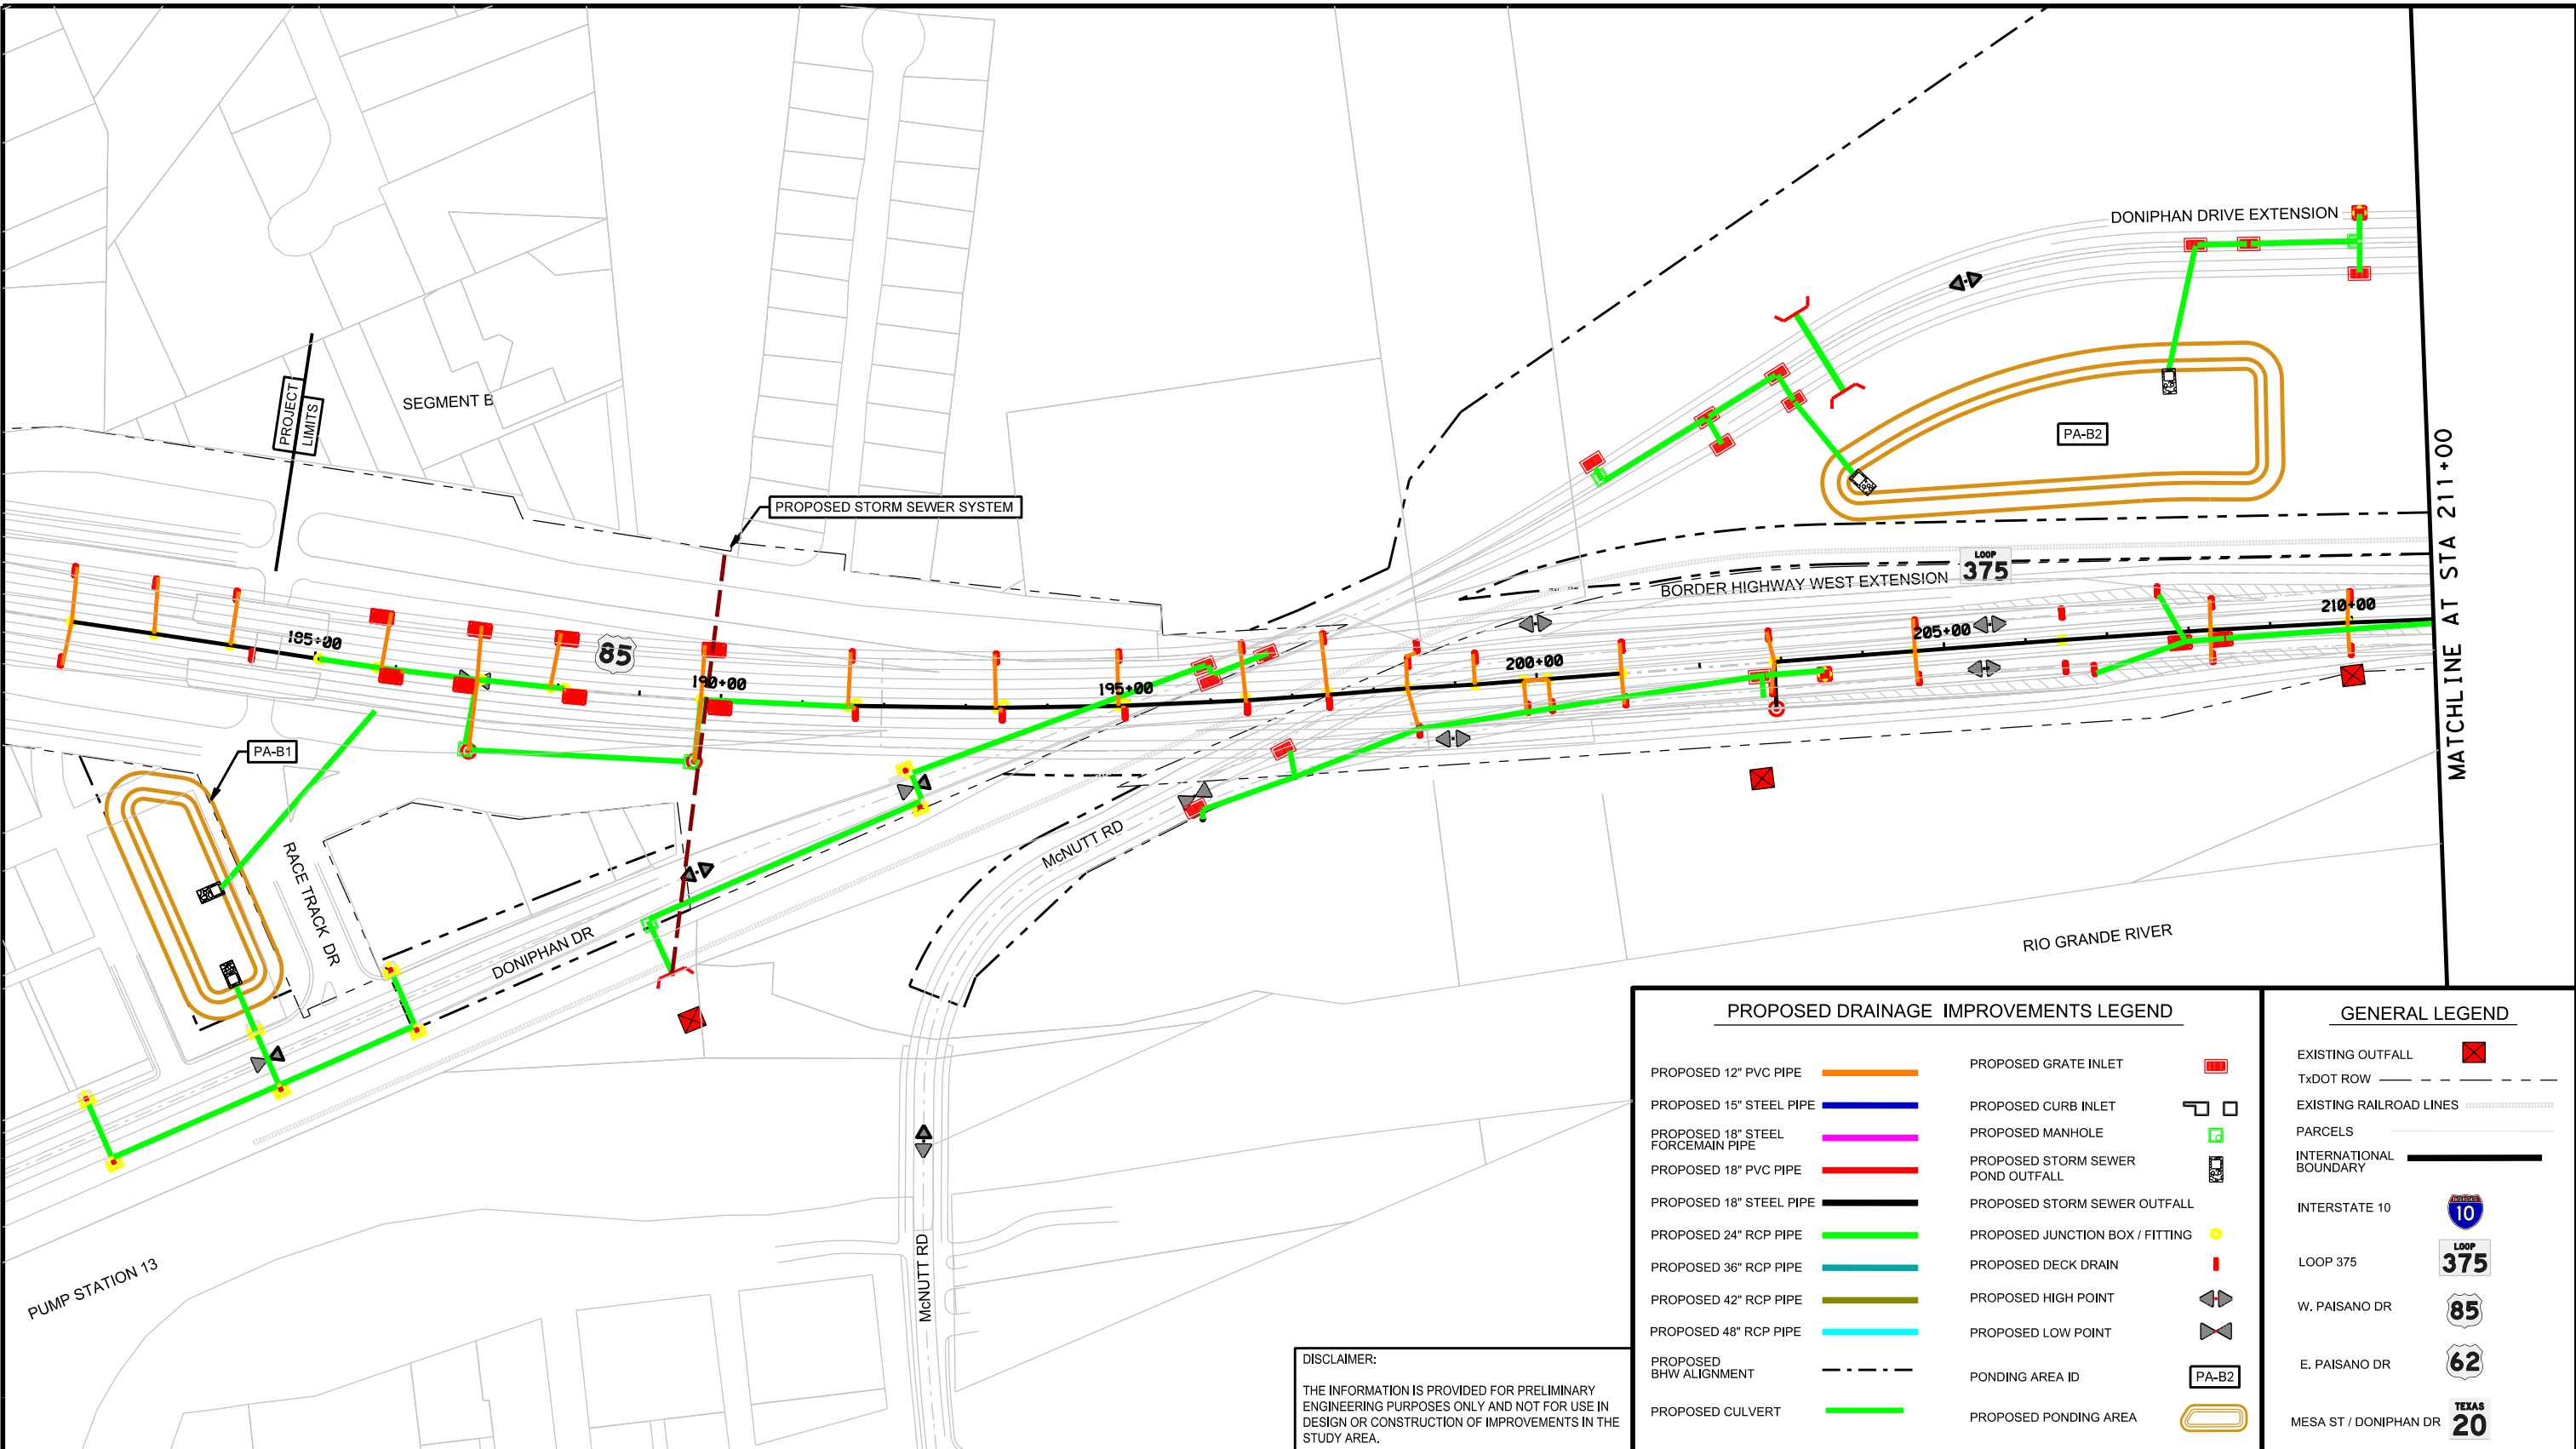 DONIPHAN DRIVE EXTENSION
PROJECT
LIMITS
SEGMENT B
PA-B2
MATCHLINE AT STA 211+00
PROPOSED STORM SEWER SYSTEM
LOOP
375
BORDER HIGHWAY WEST EXTENSION
185+00
85
190+00
195+00
200+00
205+00
210+00
PA-B1
RACE TRACK DR
McNUTT RD
DONIPHAN DR
RIO GRANDE RIVER
McNUTT RD
PUMP STATION 13
DISCLAIMER:
THE INFORMATION IS PROVIDED FOR PRELIMINARY
ENGINEERING PURPOSES ONLY AND NOT FOR USE IN
DESIGN OR CONSTRUCTION OF IMPROVEMENTS IN THE
STUDY AREA.
PROPOSED DRAINAGE IMPROVEMENTS LEGEND
PROPOSED 12" PVC PIPE
PROPOSED 15" STEEL PIPE
PROPOSED 18" STEEL
FORCEMAIN PIPE
PROPOSED 18" PVC PIPE
PROPOSED 18" STEEL PIPE
PROPOSED 24" RCP PIPE
PROPOSED 36" RCP PIPE
PROPOSED 42" RCP PIPE
PROPOSED 48" RCP PIPE
PROPOSED
BHW ALIGNMENT
PROPOSED CULVERT
PROPOSED GRATE INLET
PROPOSED CURB INLET
PROPOSED MANHOLE
PROPOSED STORM SEWER
POND OUTFALL
PROPOSED STORM SEWER OUTFALL
PROPOSED JUNCTION BOX / FITTING
PROPOSED DECK DRAIN
PROPOSED HIGH POINT
PROPOSED LOW POINT
PONDING AREA ID
PA-B2
PROPOSED PONDING AREA
GENERAL LEGEND
EXISTING OUTFALL
TxDOT ROW
EXISTING RAILROAD LINES
PARCELS
INTERNATIONAL
BOUNDARY
INTERSTATE 10
10
LOOP 375
LOOP
375
W. PAISANO DR
85
E. PAISANO DR
62
MESA ST / DONIPHAN DR
TEXAS
20